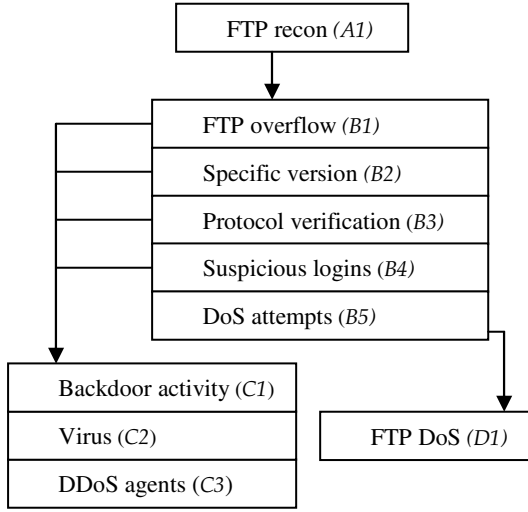 FTP recon (A1)
FTP overflow (B1)
Specific version (B2)
Protocol verification (B3)
Suspicious logins (B4)
DoS attempts (B5)
Backdoor activity (C1)
Virus (C2)
DDoS agents (C3)
FTP DoS (D1)